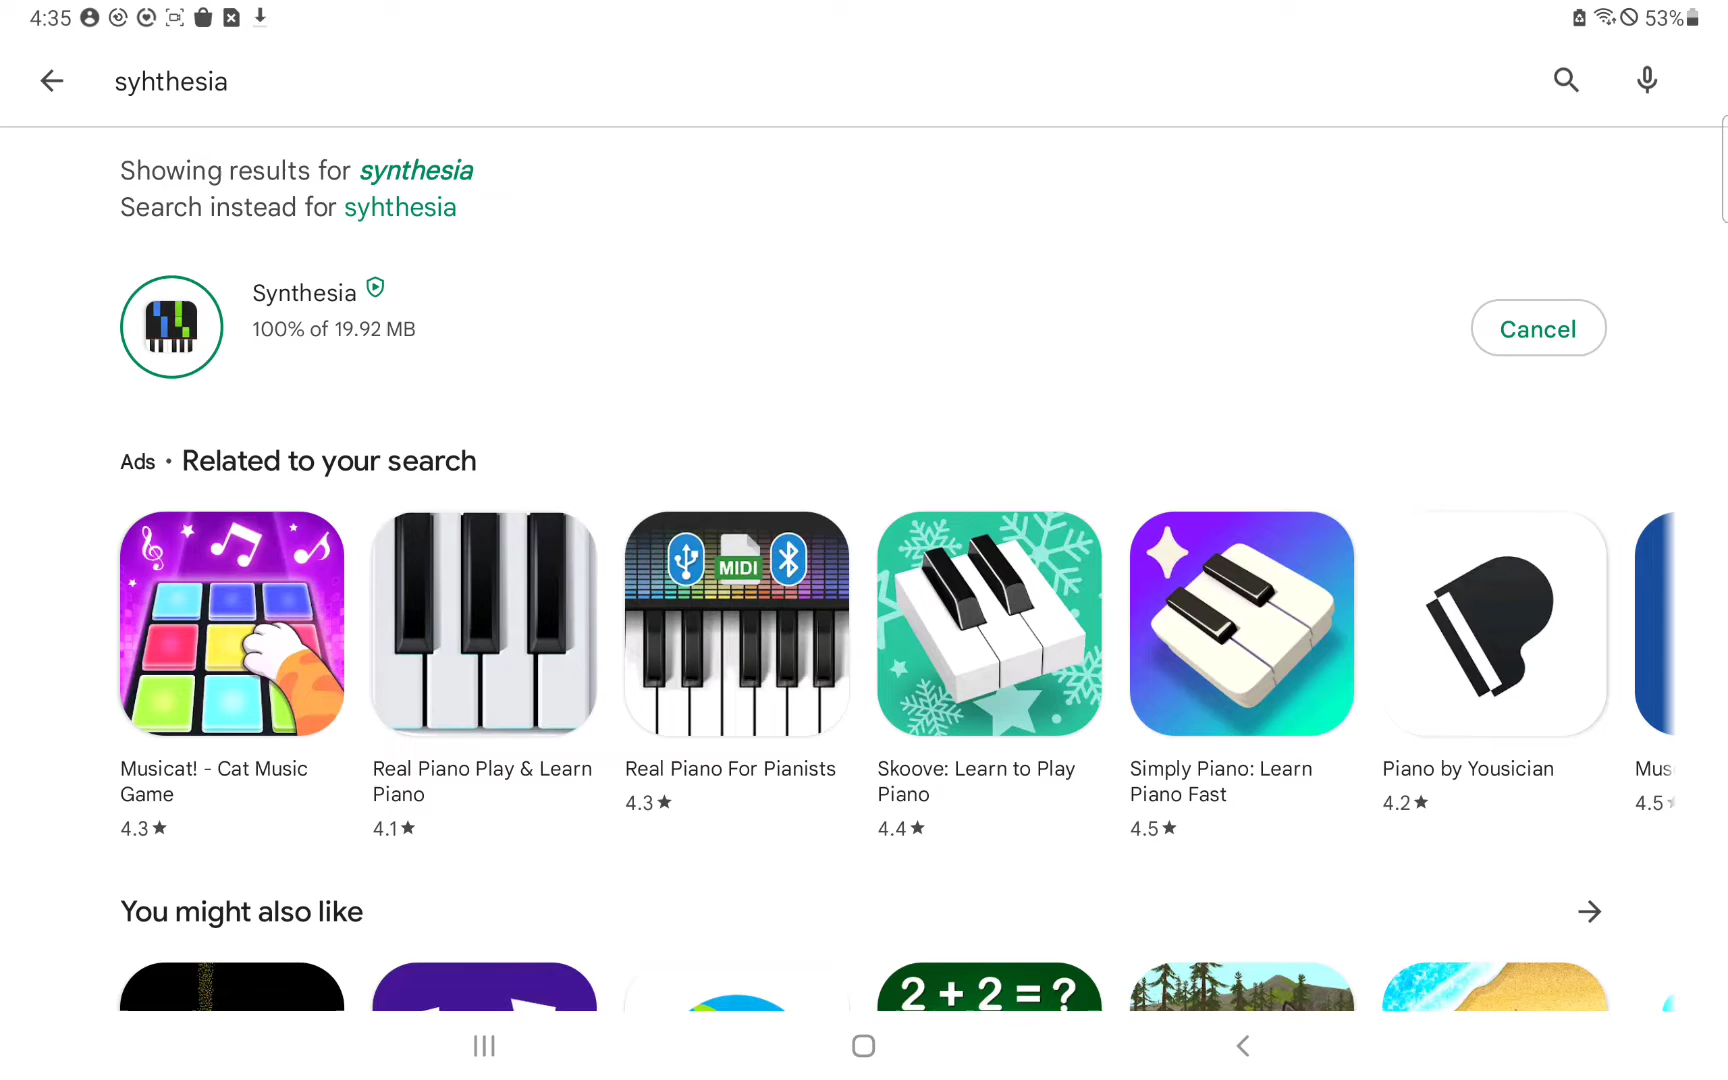 4:35
53%
syhthesia
Showing results for synthesia
Search instead for syhthesia
Synthesia
100% of 19.92 MB
Cancel
Ads • Related to your search
MIDI
Musicat! - Cat Music Game
4.3★
Real Piano Play & Learn Piano
4.1★
Real Piano For Pianists
4.3★
Skoove: Learn to Play Piano
4.4★
Simply Piano: Learn Piano Fast
4.5★
Piano by Yousician
4.2★
4.5
You might also like
2 + 2 = ?